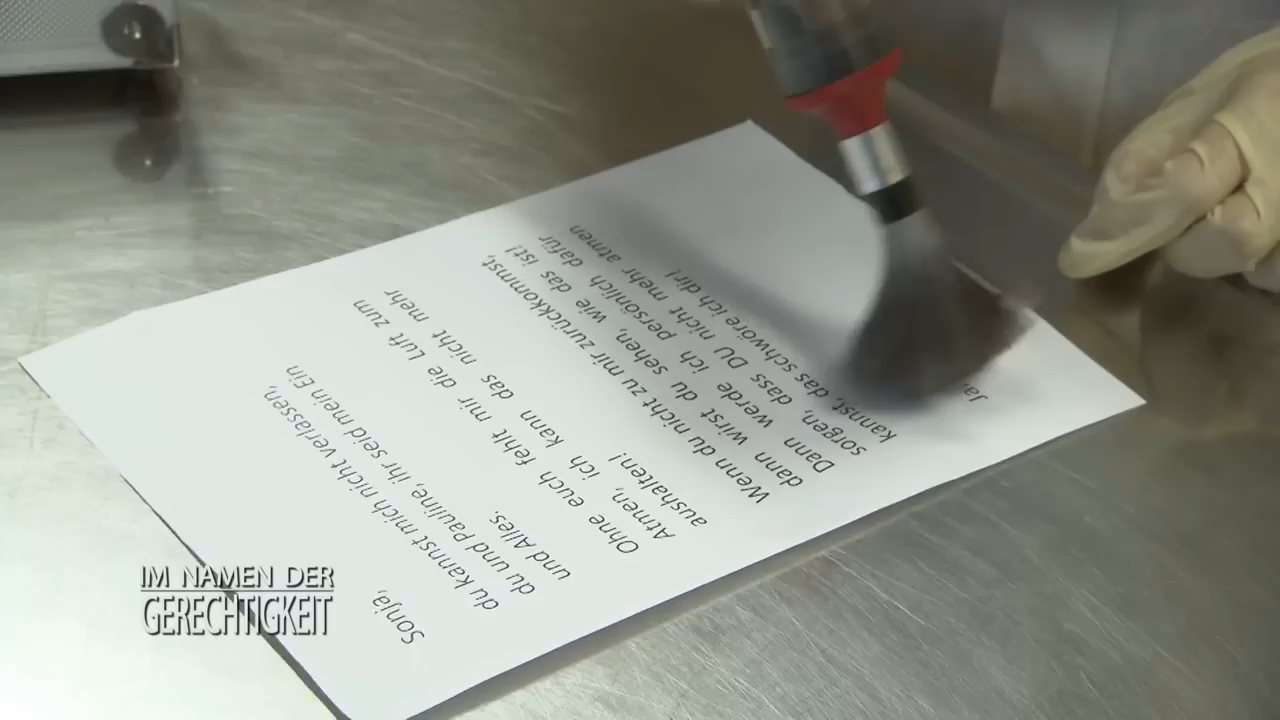 Sonja,
du kannst mich nicht verlassen,
du und Pauline, ihr seid mein Ein
und Alles.
Ohne euch fehlt mir die Luft zum
Atmen, ich kann das nicht mehr
aushalten!
Wenn du nicht zu mir zurückkommst,
dann wirst du sehen, wie das ist!
Dann werde ich persönlich dafür
sorgen, dass DU nicht mehr atmen
kannst, das schwöre ich dir!
IM NAMEN DER
GERECHTIGKEIT